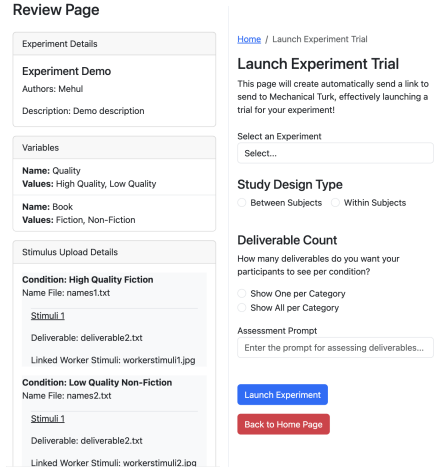 Review Page
Experiment Details
Experiment Demo
Authors: Mehul
Description: Demo description
Variables
Name: Quality
Values: High Quality, Low Quality
Name: Book
Values: Fiction, Non-Fiction
Stimulus Upload Details
Condition: High Quality Fiction
Name File: names1.txt
Stimuli 1
Deliverable: deliverable2.txt
Linked Worker Stimuli: workerstimuli1.jpg
Condition: Low Quality Non-Fiction
Name File: names2.txt
Stimuli 1
Deliverable: deliverable2.txt
Linked Worker Stimuli: workerstimuli2.jpg
Home / Launch Experiment Trial
Launch Experiment Trial
This page will create automatically send a link to
send to Mechanical Turk, effectively launching a
trial for your experiment!
Select an Experiment
Select...
Study Design Type
Between Subjects Within Subjects
Deliverable Count
How many deliverables do you want your
participants to see per condition?
Show One per Category
Show All per Category
Assessment Prompt
Enter the prompt for assessing deliverables...
Launch Experiment
Back to Home Page